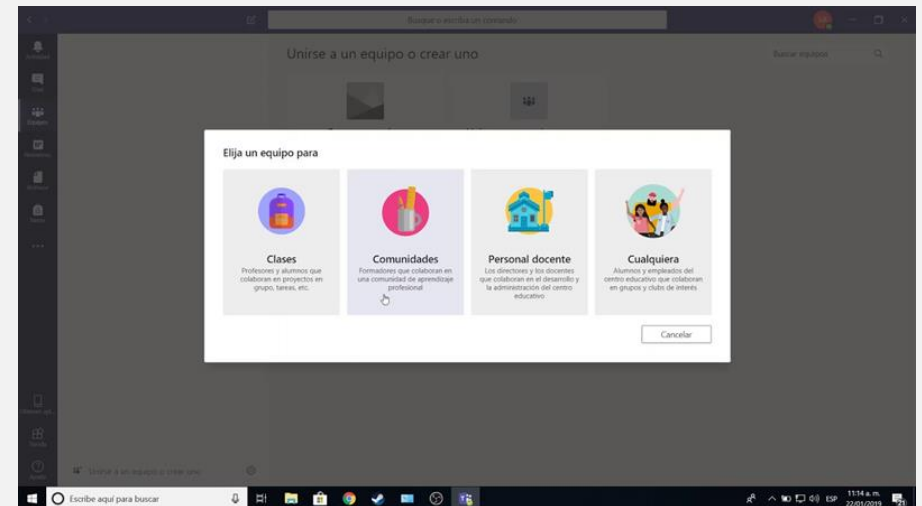 Busque o escriba un comando
Unirse a un equipo o crear uno
Buscar equipos
Equipos
Elija un equipo para
Clases
Profesores y alumnos que
colaboran en proyectos en
grupo, tareas, etc.
Comunidades
Formadores que colaboran en
una comunidad de aprendizaje
profesional
Personal docente
Los directores y los docentes
que colaboran en el desarrollo y
la administración del centro
educativo
Cualquiera
Alumnos y empleados del
centro educativo que colaboran
en grupos y clubs de interés
Cancelar
Unirse a un equipo o crear uno
Escribe aquí para buscar
ESP
11:14 a. m.
22/01/2019